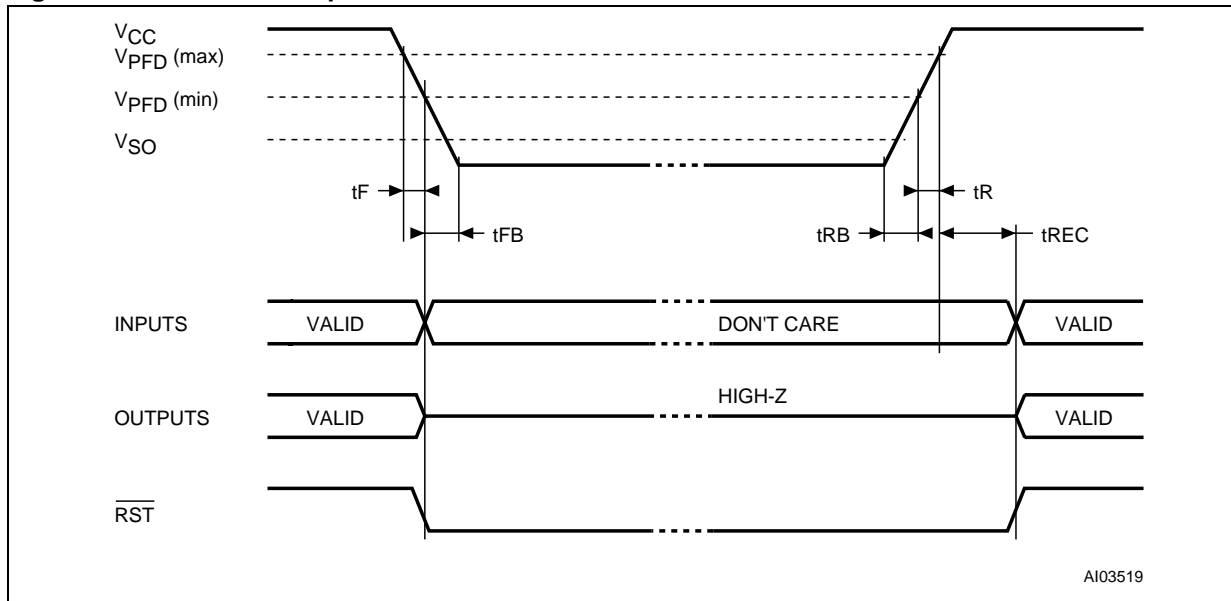 VCC
VPFD (max)
VPFD (min)
VSO
tF
tFB
tRB
tR
tREC
INPUTS
VALID
DON'T CARE
VALID
OUTPUTS
VALID
HIGH-Z
VALID
RST
AI03519